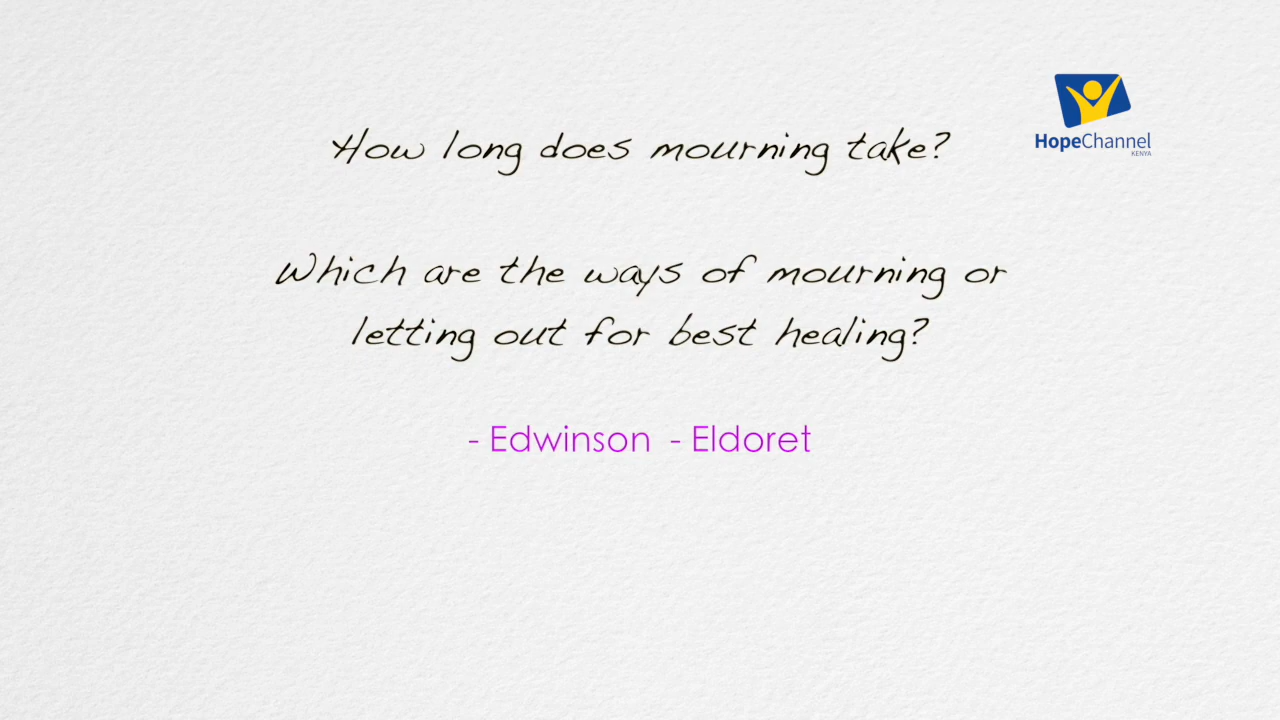 HopeChannel
KENYA
How long does mourning take?
Which are the ways of mourning or
letting out for best healing?
- Edwinson - Eldoret